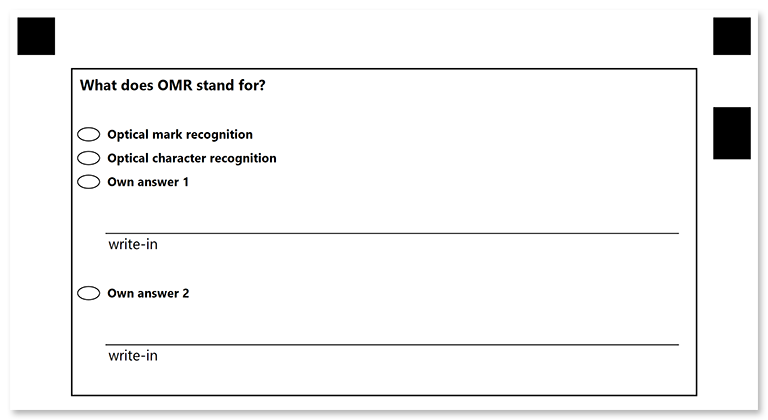 What does OMR stand for?
Optical mark recognition
Optical character recognition
Own answer 1
write-in
Own answer 2
write-in